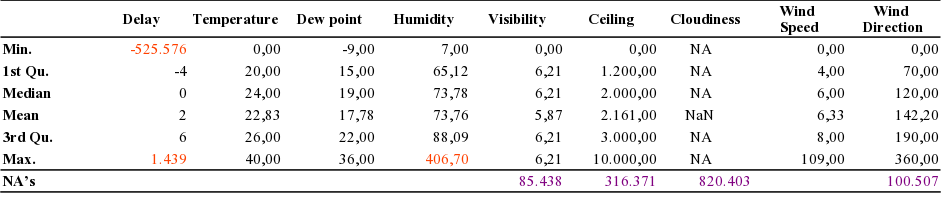 Delay Temperature Dew point Humidity Visibility Ceiling Cloudiness Wind Speed Wind Direction
Min. -525.576 0,00 -9,00 7,00 0,00 0,00 NA 0,00 0,00
1st Qu. -4 20,00 15,00 65,12 6,21 1.200,00 NA 4,00 70,00
Median 0 24,00 19,00 73,78 6,21 2.000,00 NA 6,00 120,00
Mean 2 22,83 17,78 73,76 5,87 2.161,00 NaN 6,33 142,20
3rd Qu. 6 26,00 22,00 88,09 6,21 3.000,00 NA 8,00 190,00
Max. 1.439 40,00 36,00 406,70 6,21 10.000,00 NA 109,00 360,00
NA's 85.438 316.371 820.403 100.507